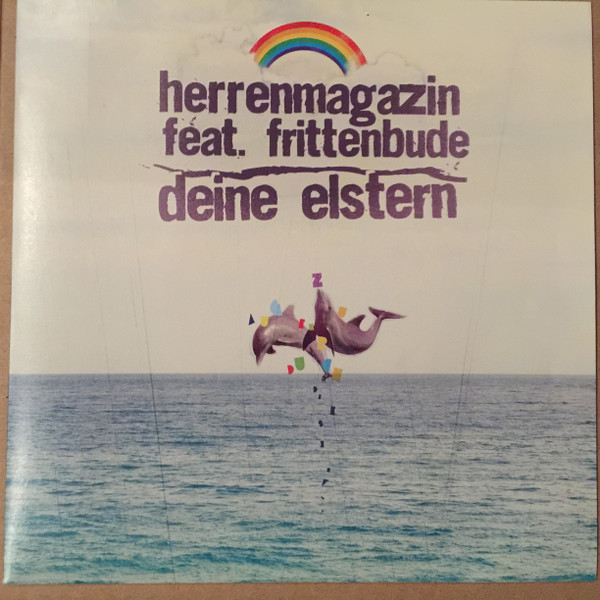 herrenmagazin
feat. frittenbude
deine elstern